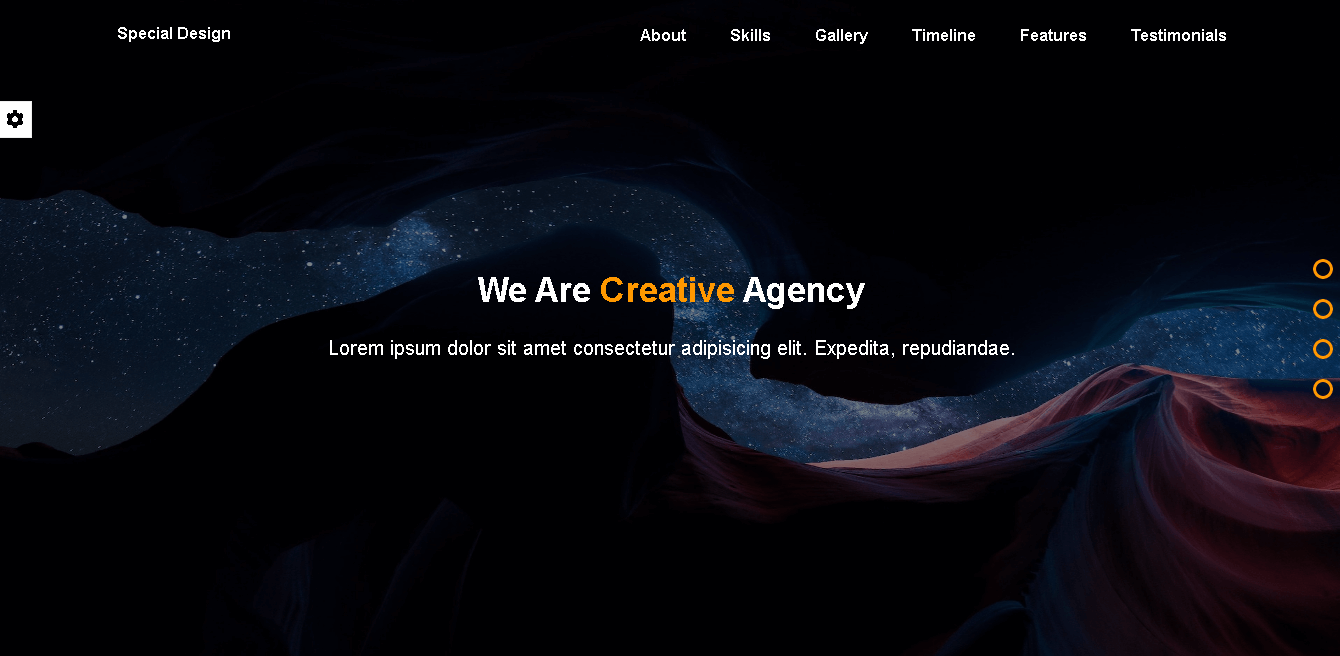 Special Design
About Skills Gallery Timeline Features Testimonials
We Are Creative Agency
Lorem ipsum dolor sit amet consectetur adipisicing elit. Expedita, repudiandae.